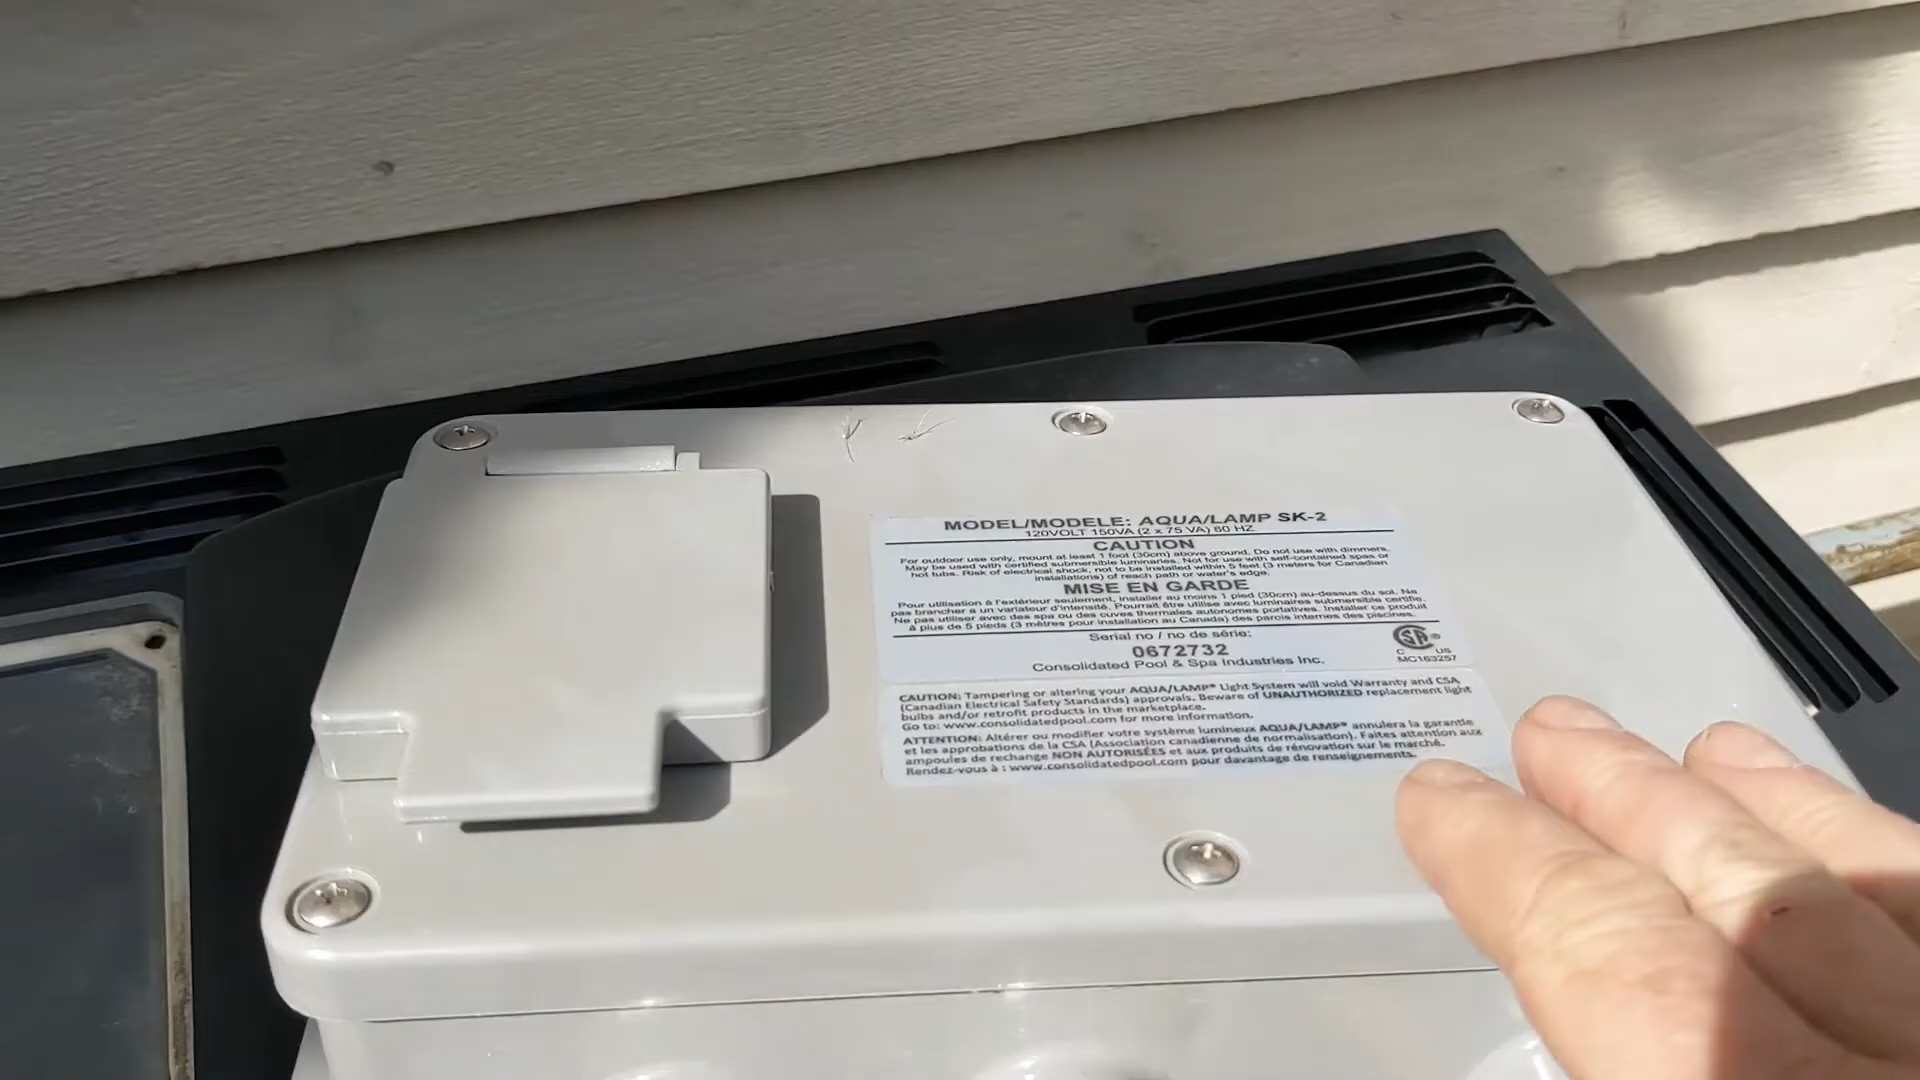 MODEL/MODELE: AQUA/LAMP SK-2
120VOLT 150VA (2 x 75 VA) 60 HZ
CAUTION
For outdoor use only, mount at least 1 foot (30cm) above ground. Do not use with dimmers.
May be used with certified submersible luminaries. Not for use with self-contained spas or
hot tubs. Risk of electrical shock, not to be installed within 5 feet (3 meters for Canadian
installations) of reach path or water's edge.
MISE EN GARDE
Pour utilisation à l'extérieur seulement, installer au moins 1 pied (30cm) au-dessus du sol. Ne
pas brancher a un variateur d'intensité. Pourrait être utilise avec luminaires submersible certifie.
Ne pas utiliser avec des spa ou des cuves thermales autonomes portatives. Installer ce produit
à plus de 5 pieds (3 mètres pour installation au Canada) des parois internes des piscines.
Serial no / no de série:
0672732
Consolidated Pool & Spa Industries Inc.
CSA ®
C US
MC163257
CAUTION: Tampering or altering your AQUA/LAMP® Light System will void Warranty and CSA
(Canadian Electrical Safety Standards) approvals. Beware of UNAUTHORIZED replacement light
bulbs and/or retrofit products in the marketplace.
Go to: www.consolidatedpool.com for more information.
ATTENTION: Altérer ou modifier votre système lumineux AQUA/LAMP® annulera la garantie
et les approbations de la CSA (Association canadienne de normalisation). Faites attention aux
ampoules de rechange NON AUTORISÉES et aux produits de rénovation sur le marché.
Rendez-vous à : www.consolidatedpool.com pour davantage de renseignements.